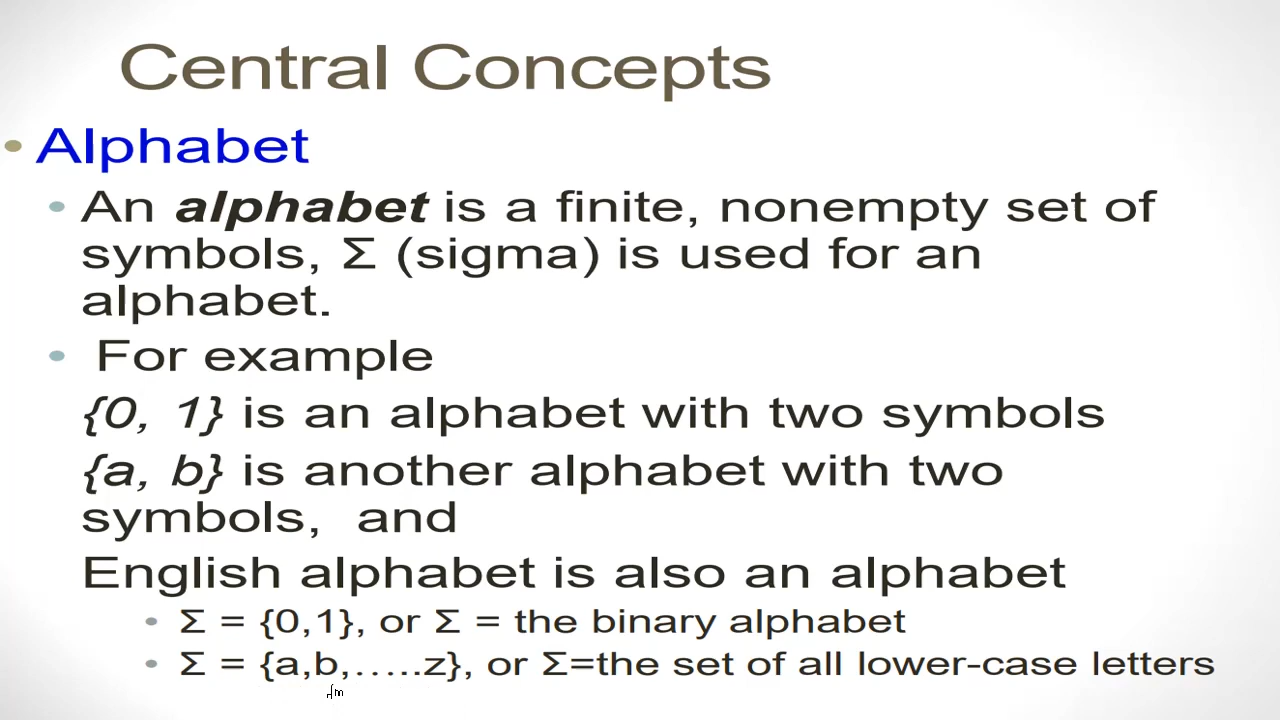 Central Concepts
• Alphabet
• An alphabet is a finite, nonempty set of
symbols, Σ (sigma) is used for an
alphabet.
• For example
{0, 1} is an alphabet with two symbols
{a, b} is another alphabet with two
symbols, and
English alphabet is also an alphabet
• Σ = {0,1}, or Σ = the binary alphabet
• Σ = {a,b,…..z}, or Σ=the set of all lower-case letters